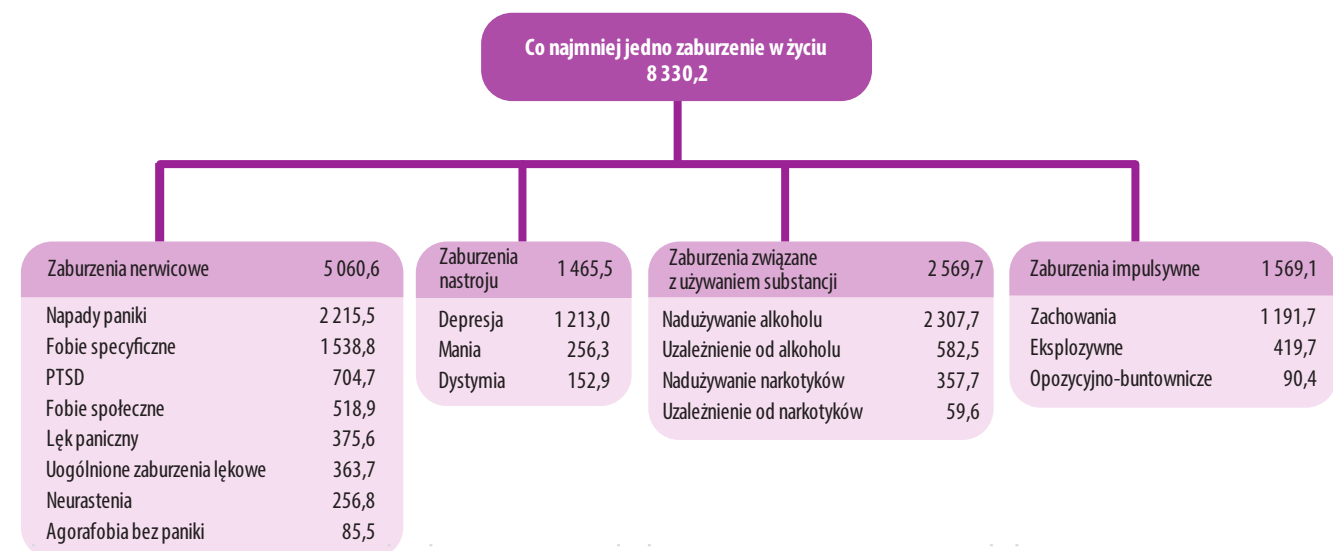 Co najmniej jedno zaburzenie w życiu
8 330,2
Zaburzenia nerwicowe 5 060,6
Napady paniki 2 215,5
Fobie specyficzne 1 538,8
PTSD 704,7
Fobie społeczne 518,9
Lęk paniczny 375,6
Uogólnione zaburzenia lękowe 363,7
Neurastenia 256,8
Agorafobia bez paniki 85,5
Zaburzenia
nastroju 1 465,5
Depresja 1 213,0
Mania 256,3
Dystymia 152,9
Zaburzenia związane
z używaniem substancji 2 569,7
Nadużywanie alkoholu 2 307,7
Uzależnienie od alkoholu 582,5
Nadużywanie narkotyków 357,7
Uzależnienie od narkotyków 59,6
Zaburzenia impulsywne 1 569,1
Zachowania 1 191,7
Eksplozywne 419,7
Opozycyjno-buntownicze 90,4